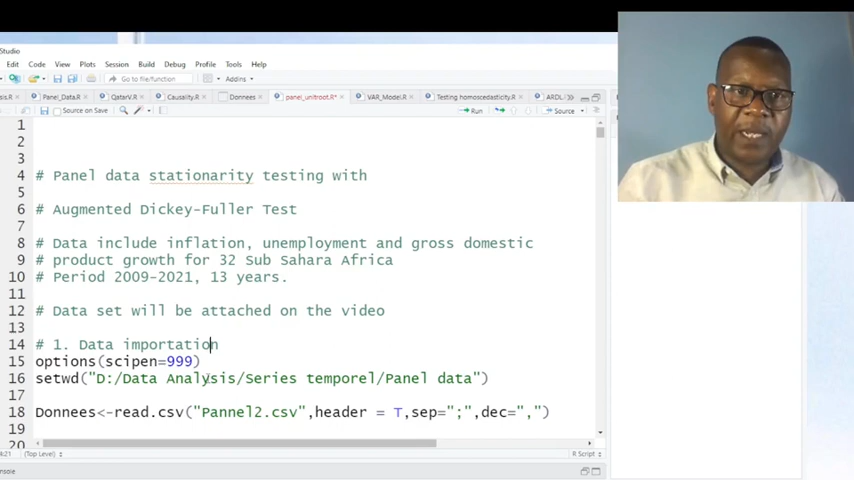 Studio
Edit Code View Plots Session Build Debug Profile Tools Help
Go to file/function Addins
sis.R Panel_Data.R QatarV.R Causality.R Donnees panel_unitroot.R* VAR_Model.R Testing homoscedasticity.R ARDL
Source on Save Run Source
1
2
3
4 # Panel data stationarity testing with
5
6 # Augmented Dickey-Fuller Test
7
8 # Data include inflation, unemployment and gross domestic
9 # product growth for 32 Sub Sahara Africa
10 # Period 2009-2021, 13 years.
11
12 # Data set will be attached on the video
13
14 # 1. Data importation
15 options(scipen=999)
16 setwd("D:/Data Analysis/Series temporel/Panel data")
17
18 Donnees<-read.csv("Pannel2.csv",header = T,sep=";",dec=",")
19
20
(Top Level) R Script
nsole